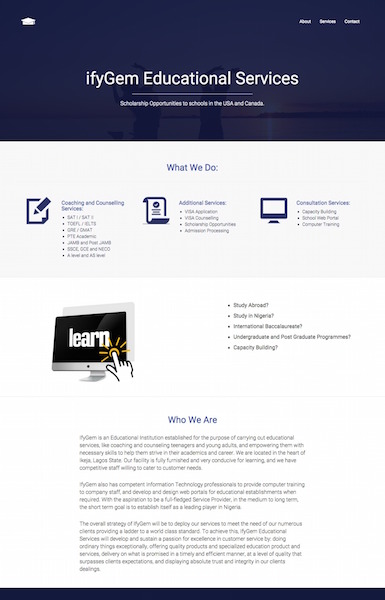 About Services Contact
ifyGem Educational Services
Scholarship Opportunities to schools in the USA and Canada.
What We Do:
Coaching and Counselling
Services:
SAT I / SAT II
TOEFL / IELTS
GRE / GMAT
PTE Academic
JAMB and Post JAMB
SSCE, GCE and NECO
A level and AS level
Additional Services:
VISA Application
VISA Counselling
Scholarship Opportunities
Admission Processing
Consultation Services:
Capacity Building
School Web Portal
Computer Training
learn
Study Abroad?
Study in Nigeria?
International Baccalaureate?
Undergraduate and Post Graduate Programmes?
Capacity Building?
Who We Are
IfyGem is an Educational Institution established for the purpose of carrying out educational
services, like coaching and counseling teenagers and young adults, and empowering them with
necessary skills to help them strive in their academics and career. We are located in the heart of
Ikeja, Lagos State. Our facility is fully furnished and very conducive for learning, and we have
competitive staff willing to cater to customer needs.
IfyGem also has competent Information Technology professionals to provide computer training
to company staff, and develop and design web portals for educational establishments when
required. With the aspiration to be a full-fledged Service Provider, in the medium to long term,
the short term goal is to establish itself as a leading player in Nigeria.
The overall strategy of IfyGem will be to deploy our services to meet the need of our numerous
clients providing a ladder to a world class standard. To achieve this, IfyGem Educational
Services will develop and sustain a passion for excellence in customer service by: doing
ordinary things exceptionally, offering quality products and specialized education product and
services, delivery on what is promised in a timely and efficient manner, at a level of quality that
surpasses clients expectations, and displaying absolute trust and integrity in our clients
dealings.